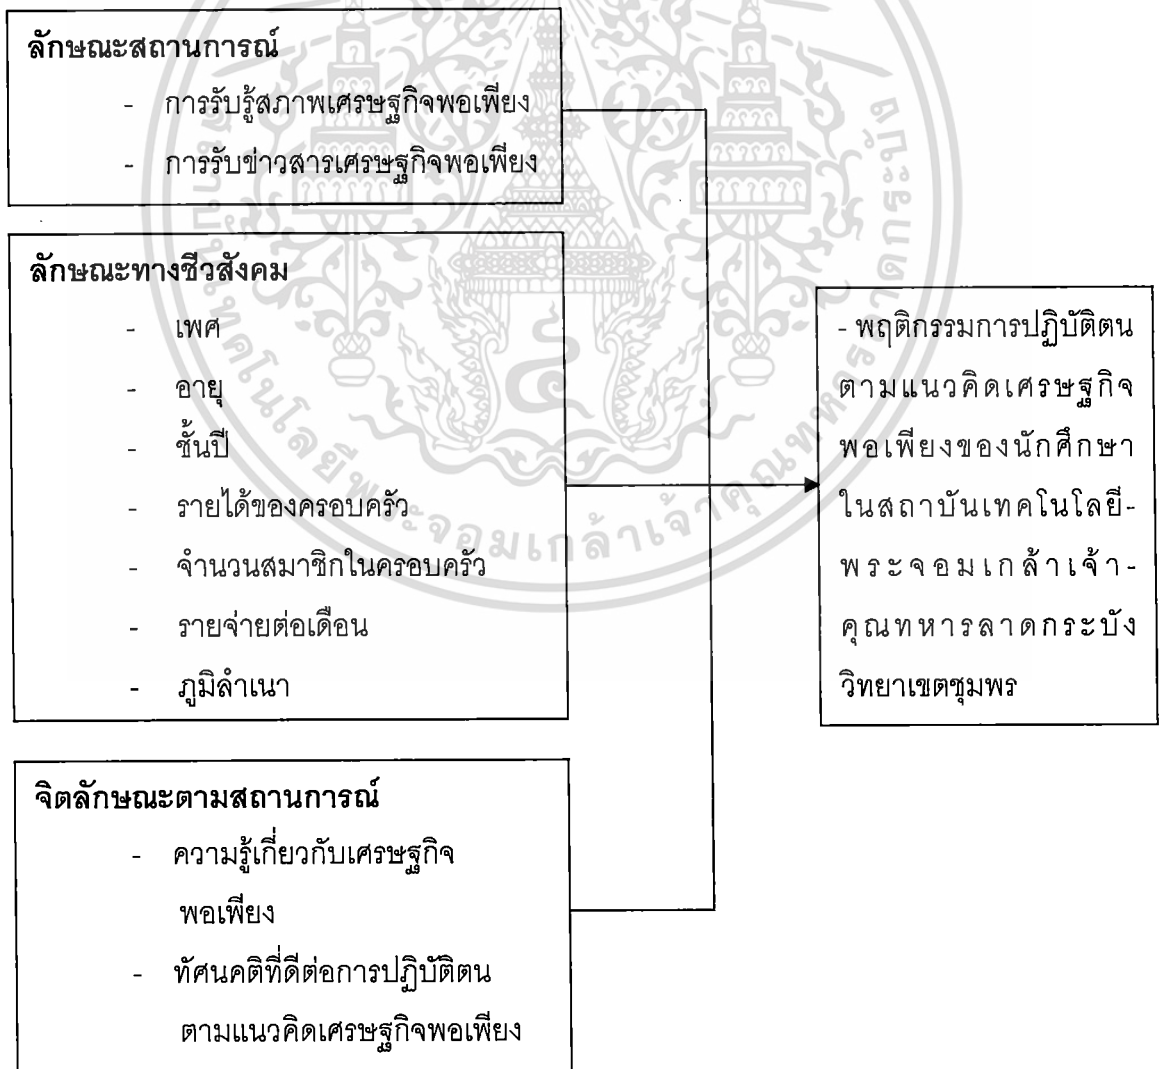 ลักษณะสถานการณ์
- การรับรู้สภาพเศรษฐกิจพอเพียง
- การรับข่าวสารเศรษฐกิจพอเพียง
ลักษณะทางชีวสังคม
- เพศ
- อายุ
- ชั้นปี
- รายได้ของครอบครัว
- จำนวนสมาชิกในครอบครัว
- รายจ่ายต่อเดือน
- ภูมิลำเนา
จิตลักษณะตามสถานการณ์
- ความรู้เกี่ยวกับเศรษฐกิจ
พอเพียง
- ทัศนคติที่ดีต่อการปฏิบัติตน
ตามแนวคิดเศรษฐกิจพอเพียง
- พฤติกรรมการปฏิบัติตน
ตามแนวคิดเศรษฐกิจ
พอเพียงของนักศึกษา
ในสถาบันเทคโนโลยี-
พระจอมเกล้าเจ้า-
คุณทหารลาดกระบัง
วิทยาเขตชุมพร